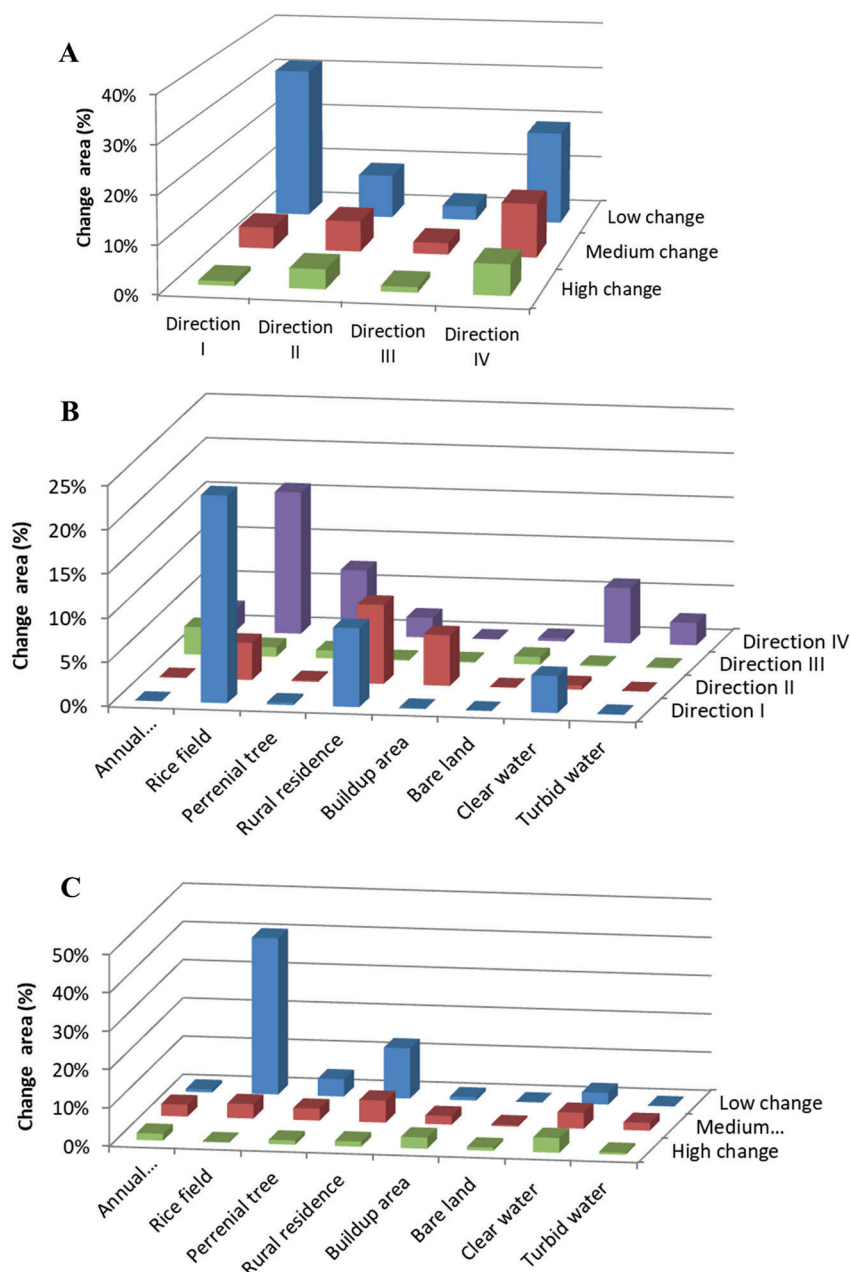 A
Change area (%)
40%
30%
20%
10%
0%
Low change
Medium change
High change
Direction
I
Direction
II
Direction
III
Direction
IV
B
Change area (%)
25%
20%
15%
10%
5%
0%
Direction IV
Direction III
Direction II
Direction I
Annual...
Rice field
Perrenial tree
Rural residence
Buildup area
Bare land
Clear water
Turbid water
C
Change area (%)
50%
40%
30%
20%
10%
0%
Low change
Medium...
High change
Annual...
Rice field
Perrenial tree
Rural residence
Buildup area
Bare land
Clear water
Turbid water